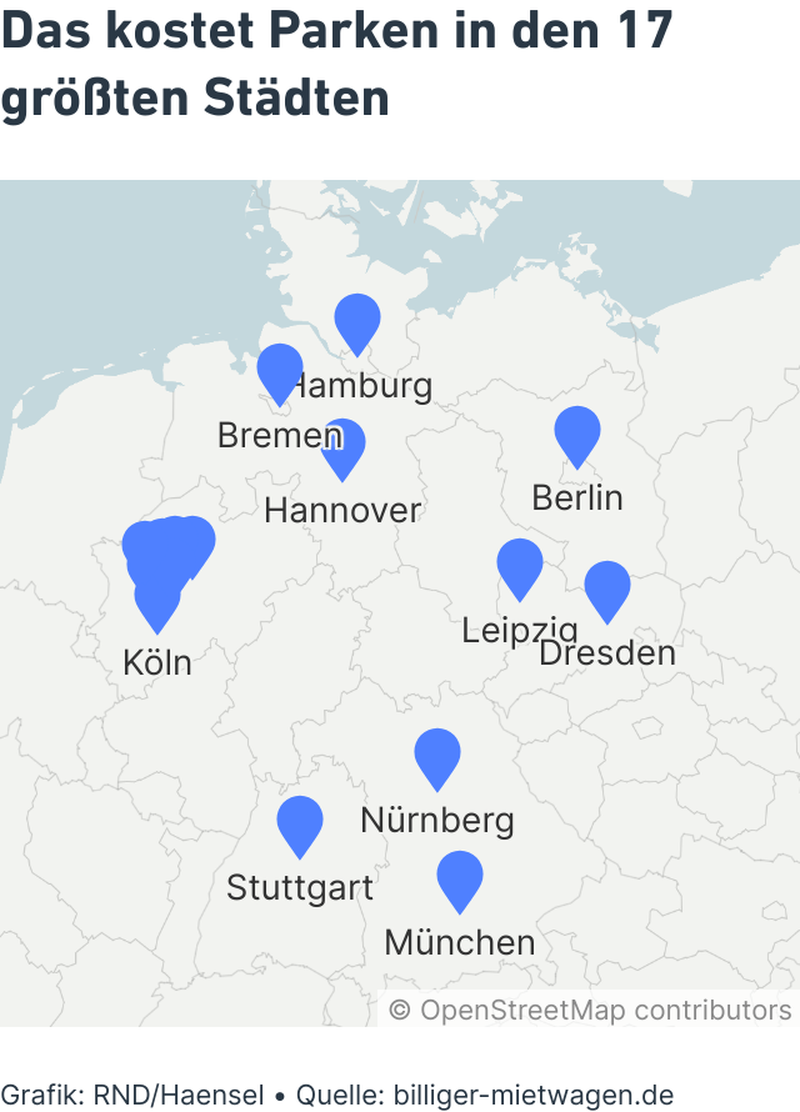 Das kostet Parken in den 17
größten Städten
Hamburg
Bremen
Hannover
Berlin
Leipzig
Dresden
Köln
Nürnberg
Stuttgart
München
© OpenStreetMap contributors
Grafik: RND/Haensel • Quelle: billiger-mietwagen.de